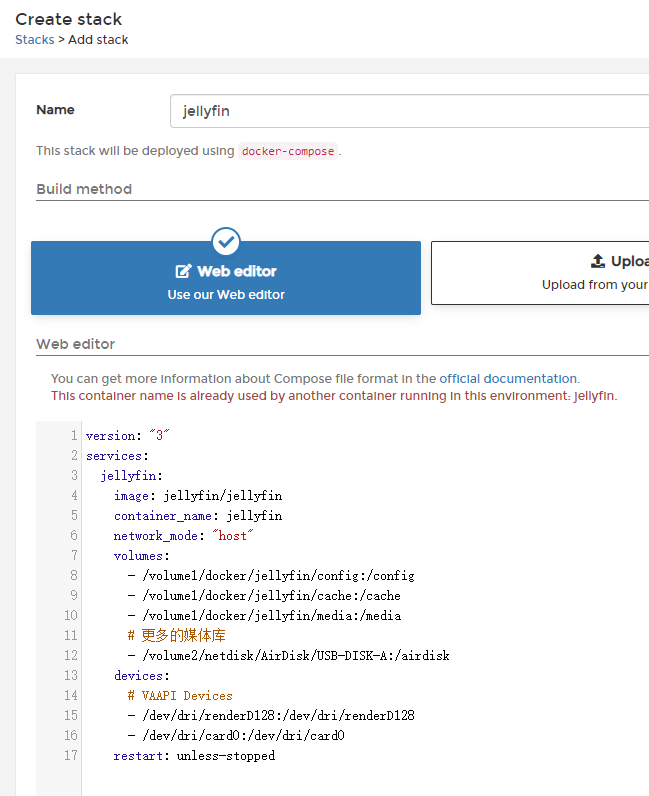 Create stack
Stacks > Add stack
Name
jellyfin
This stack will be deployed using docker-compose.
Build method
Web editor
Use our Web editor
Uploa
Upload from your
Web editor
You can get more information about Compose file format in the official documentation.
This container name is already used by another container running in this environment: jellyfin.
1 version: "3"
2 services:
3 jellyfin:
4 image: jellyfin/jellyfin
5 container_name: jellyfin
6 network_mode: "host"
7 volumes:
8 - /volume1/docker/jellyfin/config:/config
9 - /volume1/docker/jellyfin/cache:/cache
10 - /volume1/docker/jellyfin/media:/media
11 # 更多的媒体库
12 - /volume2/netdisk/AirDisk/USB-DISK-A:/airdisk
13 devices:
14 # VAAPI Devices
15 - /dev/dri/renderD128:/dev/dri/renderD128
16 - /dev/dri/card0:/dev/dri/card0
17 restart: unless-stopped